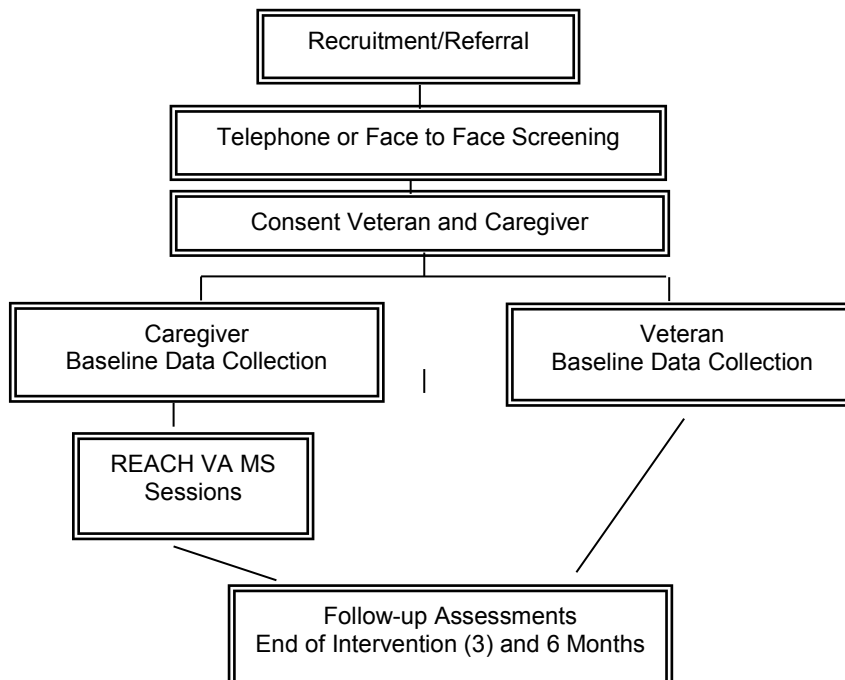 Recruitment/Referral
Telephone or Face to Face Screening
Consent Veteran and Caregiver
Caregiver
Baseline Data Collection
Veteran
Baseline Data Collection
REACH VA MS
Sessions
Follow-up Assessments
End of Intervention (3) and 6 Months